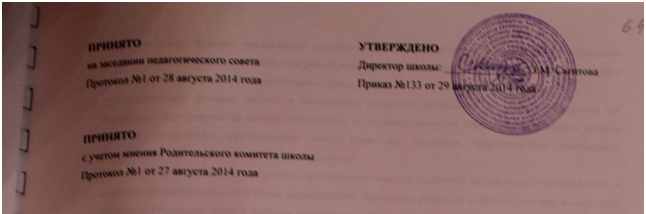 ПРИНЯТО
на заседании педагогического совета
Протокол №1 от 28 августа 2014 года
УТВЕРЖДЕНО
Директор школы: З.М. Сагитова
Приказ №133 от 29 августа 2014 года
64
ПРИНЯТО
с учетом мнения Родительского комитета школы
Протокол №1 от 27 августа 2014 года